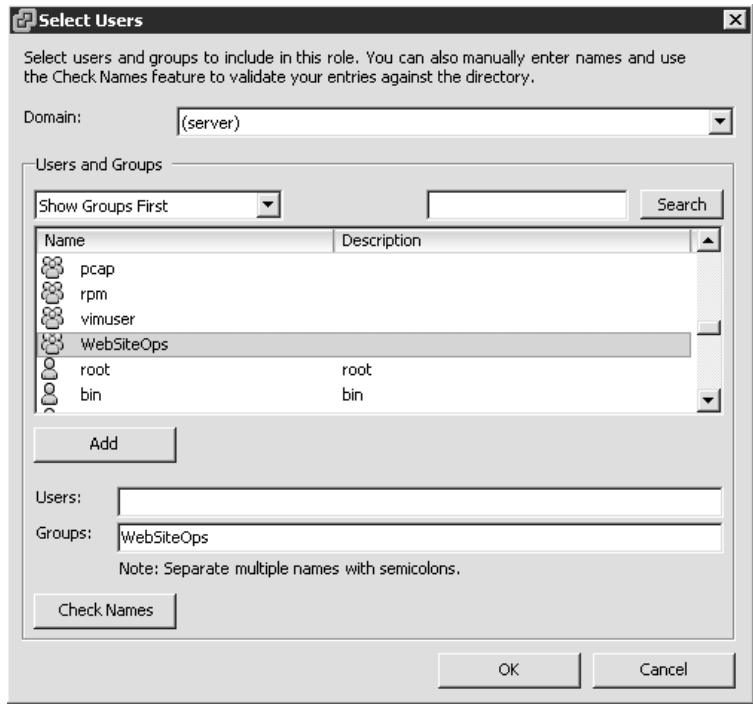 Select Users
Select users and groups to include in this role. You can also manually enter names and use
the Check Names feature to validate your entries against the directory.
Domain: (server)
Users and Groups
Show Groups First Search
Name Description
pcap
rpm
vimuser
WebSiteOps
root root
bin bin
Add
Users:
Groups: WebSiteOps
Note: Separate multiple names with semicolons.
Check Names
OK Cancel